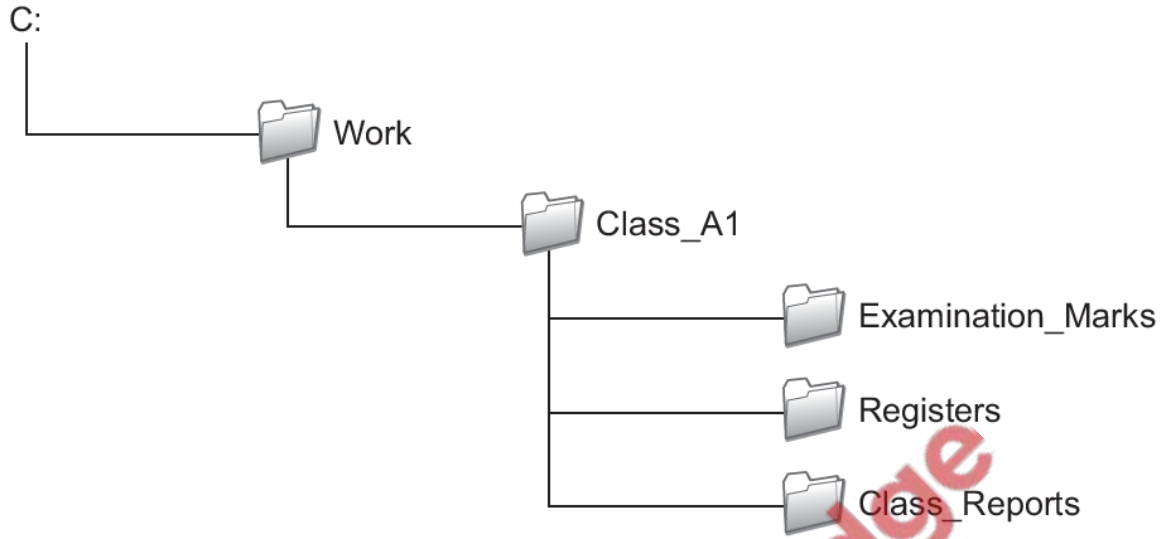 C:
Work
Class_A1
Examination_Marks
Registers
Class_Reports